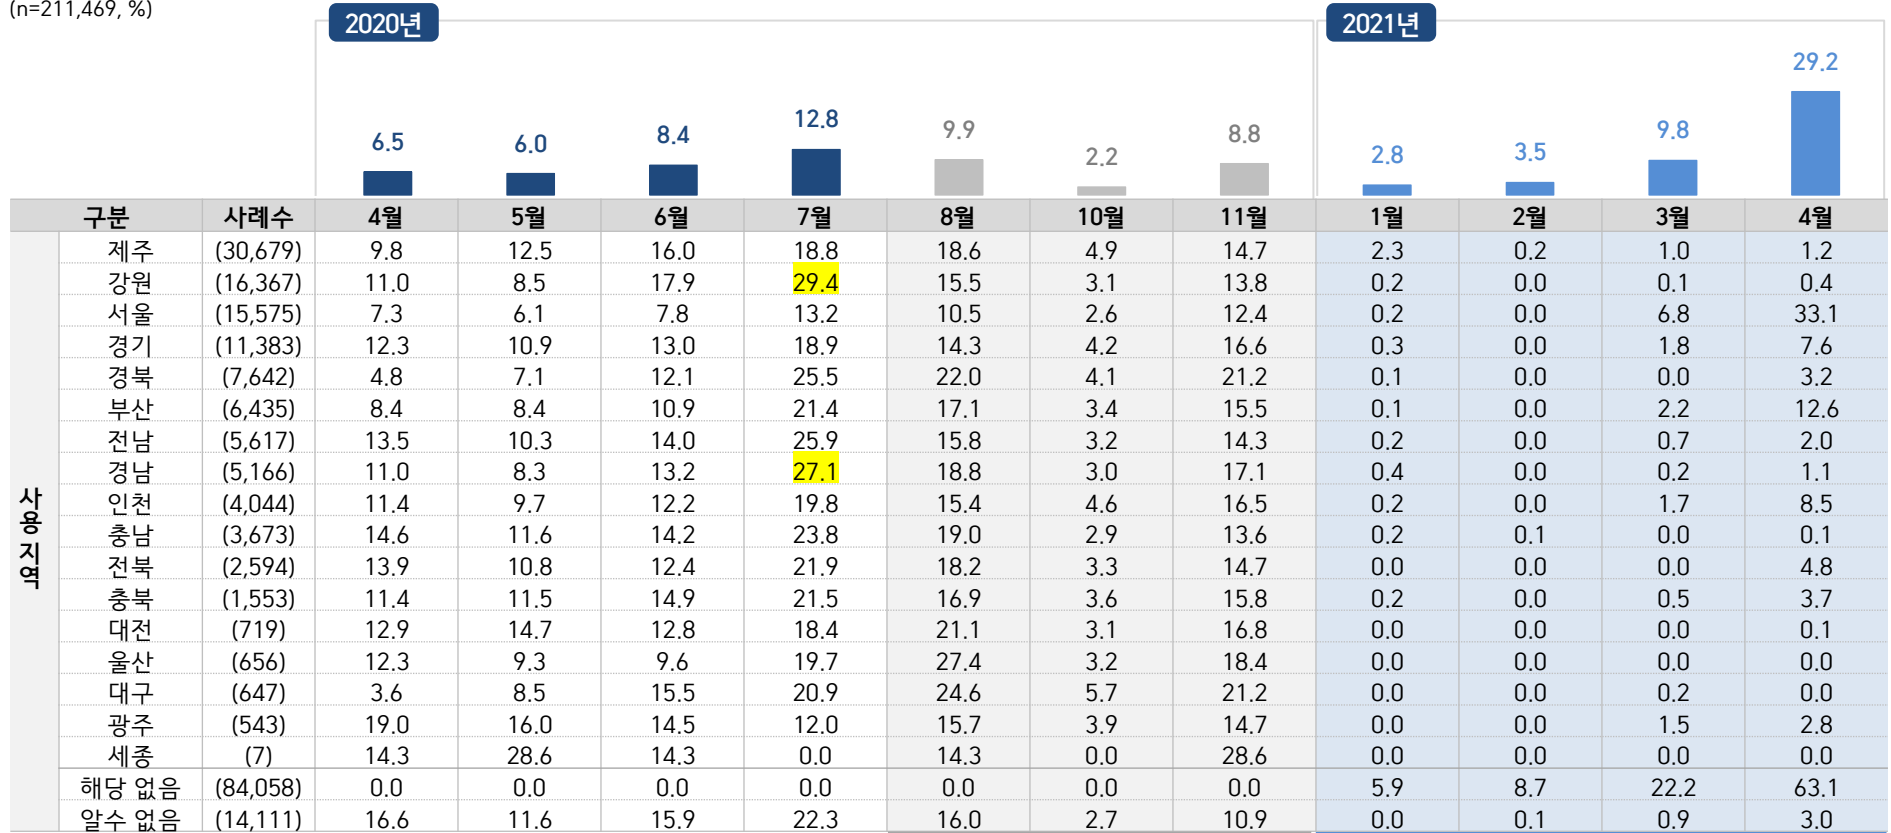 (n=211,469, %)
2020년 2021년
6.5 6.0 8.4 12.8 9.9 2.2 8.8 2.8 3.5 9.8 29.2
구분 사례수 4월 5월 6월 7월 8월 10월 11월 1월 2월 3월 4월
사용 지역
제주 (30,679) 9.8 12.5 16.0 18.8 18.6 4.9 14.7 2.3 0.2 1.0 1.2
강원 (16,367) 11.0 8.5 17.9 29.4 15.5 3.1 13.8 0.2 0.0 0.1 0.4
서울 (15,575) 7.3 6.1 7.8 13.2 10.5 2.6 12.4 0.2 0.0 6.8 33.1
경기 (11,383) 12.3 10.9 13.0 18.9 14.3 4.2 16.6 0.3 0.0 1.8 7.6
경북 (7,642) 4.8 7.1 12.1 25.5 22.0 4.1 21.2 0.1 0.0 0.0 3.2
부산 (6,435) 8.4 8.4 10.9 21.4 17.1 3.4 15.5 0.1 0.0 2.2 12.6
전남 (5,617) 13.5 10.3 14.0 25.9 15.8 3.2 14.3 0.2 0.0 0.7 2.0
경남 (5,166) 11.0 8.3 13.2 27.1 18.8 3.0 17.1 0.4 0.0 0.2 1.1
인천 (4,044) 11.4 9.7 12.2 19.8 15.4 4.6 16.5 0.2 0.0 1.7 8.5
충남 (3,673) 14.6 11.6 14.2 23.8 19.0 2.9 13.6 0.2 0.1 0.0 0.1
전북 (2,594) 13.9 10.8 12.4 21.9 18.2 3.3 14.7 0.0 0.0 0.0 4.8
충북 (1,553) 11.4 11.5 14.9 21.5 16.9 3.6 15.8 0.2 0.0 0.5 3.7
대전 (719) 12.9 14.7 12.8 18.4 21.1 3.1 16.8 0.0 0.0 0.0 0.1
울산 (656) 12.3 9.3 9.6 19.7 27.4 3.2 18.4 0.0 0.0 0.0 0.0
대구 (647) 3.6 8.5 15.5 20.9 24.6 5.7 21.2 0.0 0.0 0.2 0.0
광주 (543) 19.0 16.0 14.5 12.0 15.7 3.9 14.7 0.0 0.0 1.5 2.8
세종 (7) 14.3 28.6 14.3 0.0 14.3 0.0 28.6 0.0 0.0 0.0 0.0
해당 없음 (84,058) 0.0 0.0 0.0 0.0 0.0 0.0 0.0 5.9 8.7 22.2 63.1
알수 없음 (14,111) 16.6 11.6 15.9 22.3 16.0 2.7 10.9 0.0 0.1 0.9 3.0